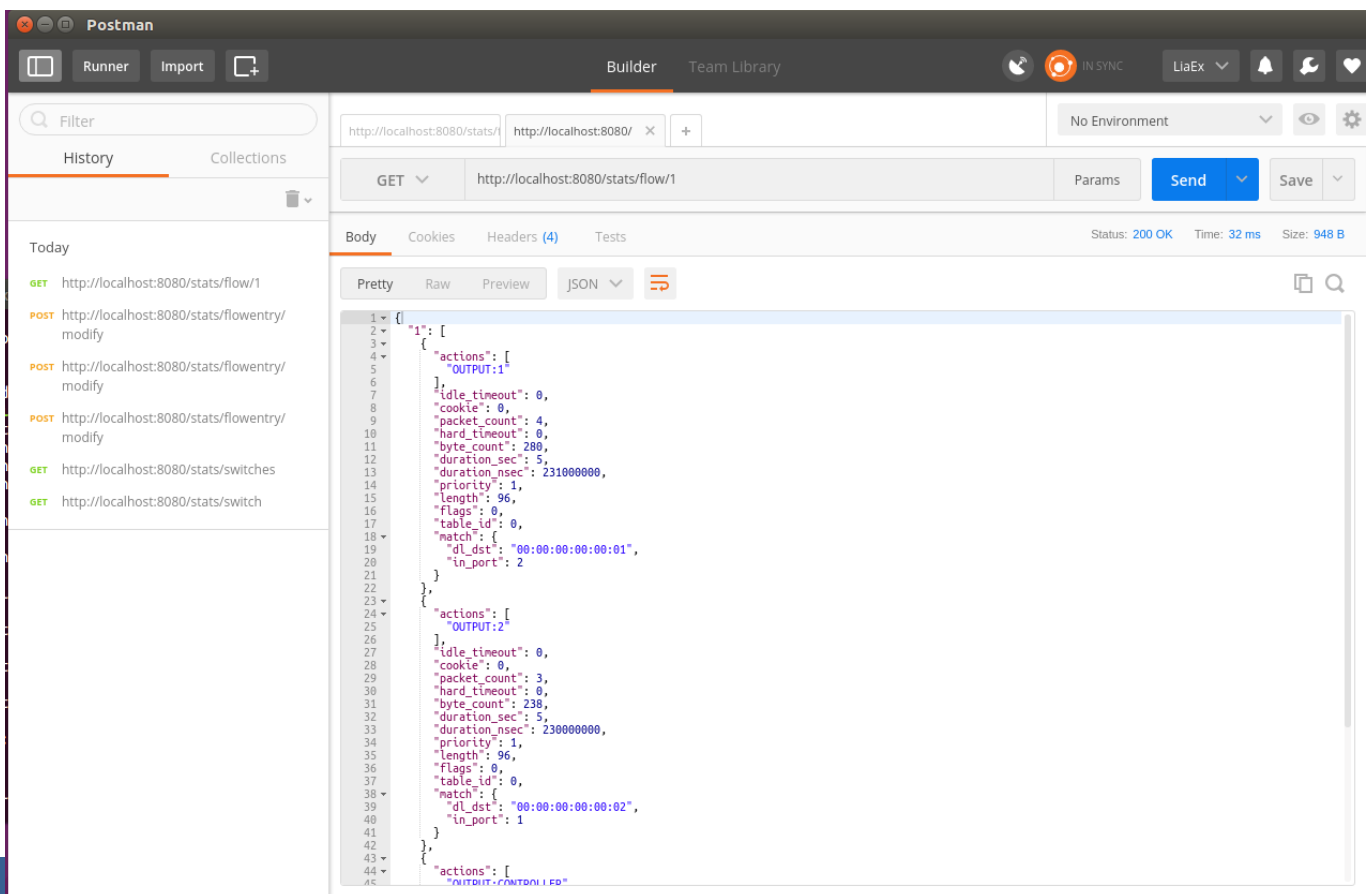 Postman
Runner Import Builder Team Library IN SYNC LiaEx
Filter
History Collections
Today
GET http://localhost:8080/stats/flow/1
POST http://localhost:8080/stats/flowentry/
modify
POST http://localhost:8080/stats/flowentry/
modify
POST http://localhost:8080/stats/flowentry/
modify
GET http://localhost:8080/stats/switches
GET http://localhost:8080/stats/switch
http://localhost:8080/stats/ http://localhost:8080/ × + No Environment
GET http://localhost:8080/stats/flow/1 Params Send Save
Body Cookies Headers (4) Tests Status: 200 OK Time: 32 ms Size: 948 B
Pretty Raw Preview JSON
1 {
2 "1": [
3 {
4 "actions": [
5 "OUTPUT:1"
6 ],
7 "idle_timeout": 0,
8 "cookie": 0,
9 "packet_count": 4,
10 "hard_timeout": 0,
11 "byte_count": 280,
12 "duration_sec": 5,
13 "duration_nsec": 231000000,
14 "priority": 1,
15 "length": 96,
16 "flags": 0,
17 "table_id": 0,
18 "match": {
19 "dl_dst": "00:00:00:00:00:01",
20 "in_port": 2
21 }
22 },
23 {
24 "actions": [
25 "OUTPUT:2"
26 ],
27 "idle_timeout": 0,
28 "cookie": 0,
29 "packet_count": 3,
30 "hard_timeout": 0,
31 "byte_count": 238,
32 "duration_sec": 5,
33 "duration_nsec": 230000000,
34 "priority": 1,
35 "length": 96,
36 "flags": 0,
37 "table_id": 0,
38 "match": {
39 "dl_dst": "00:00:00:00:00:02",
40 "in_port": 1
41 }
42 },
43 {
44 "actions": [
45 "OUTPUT:CONTROLLER"